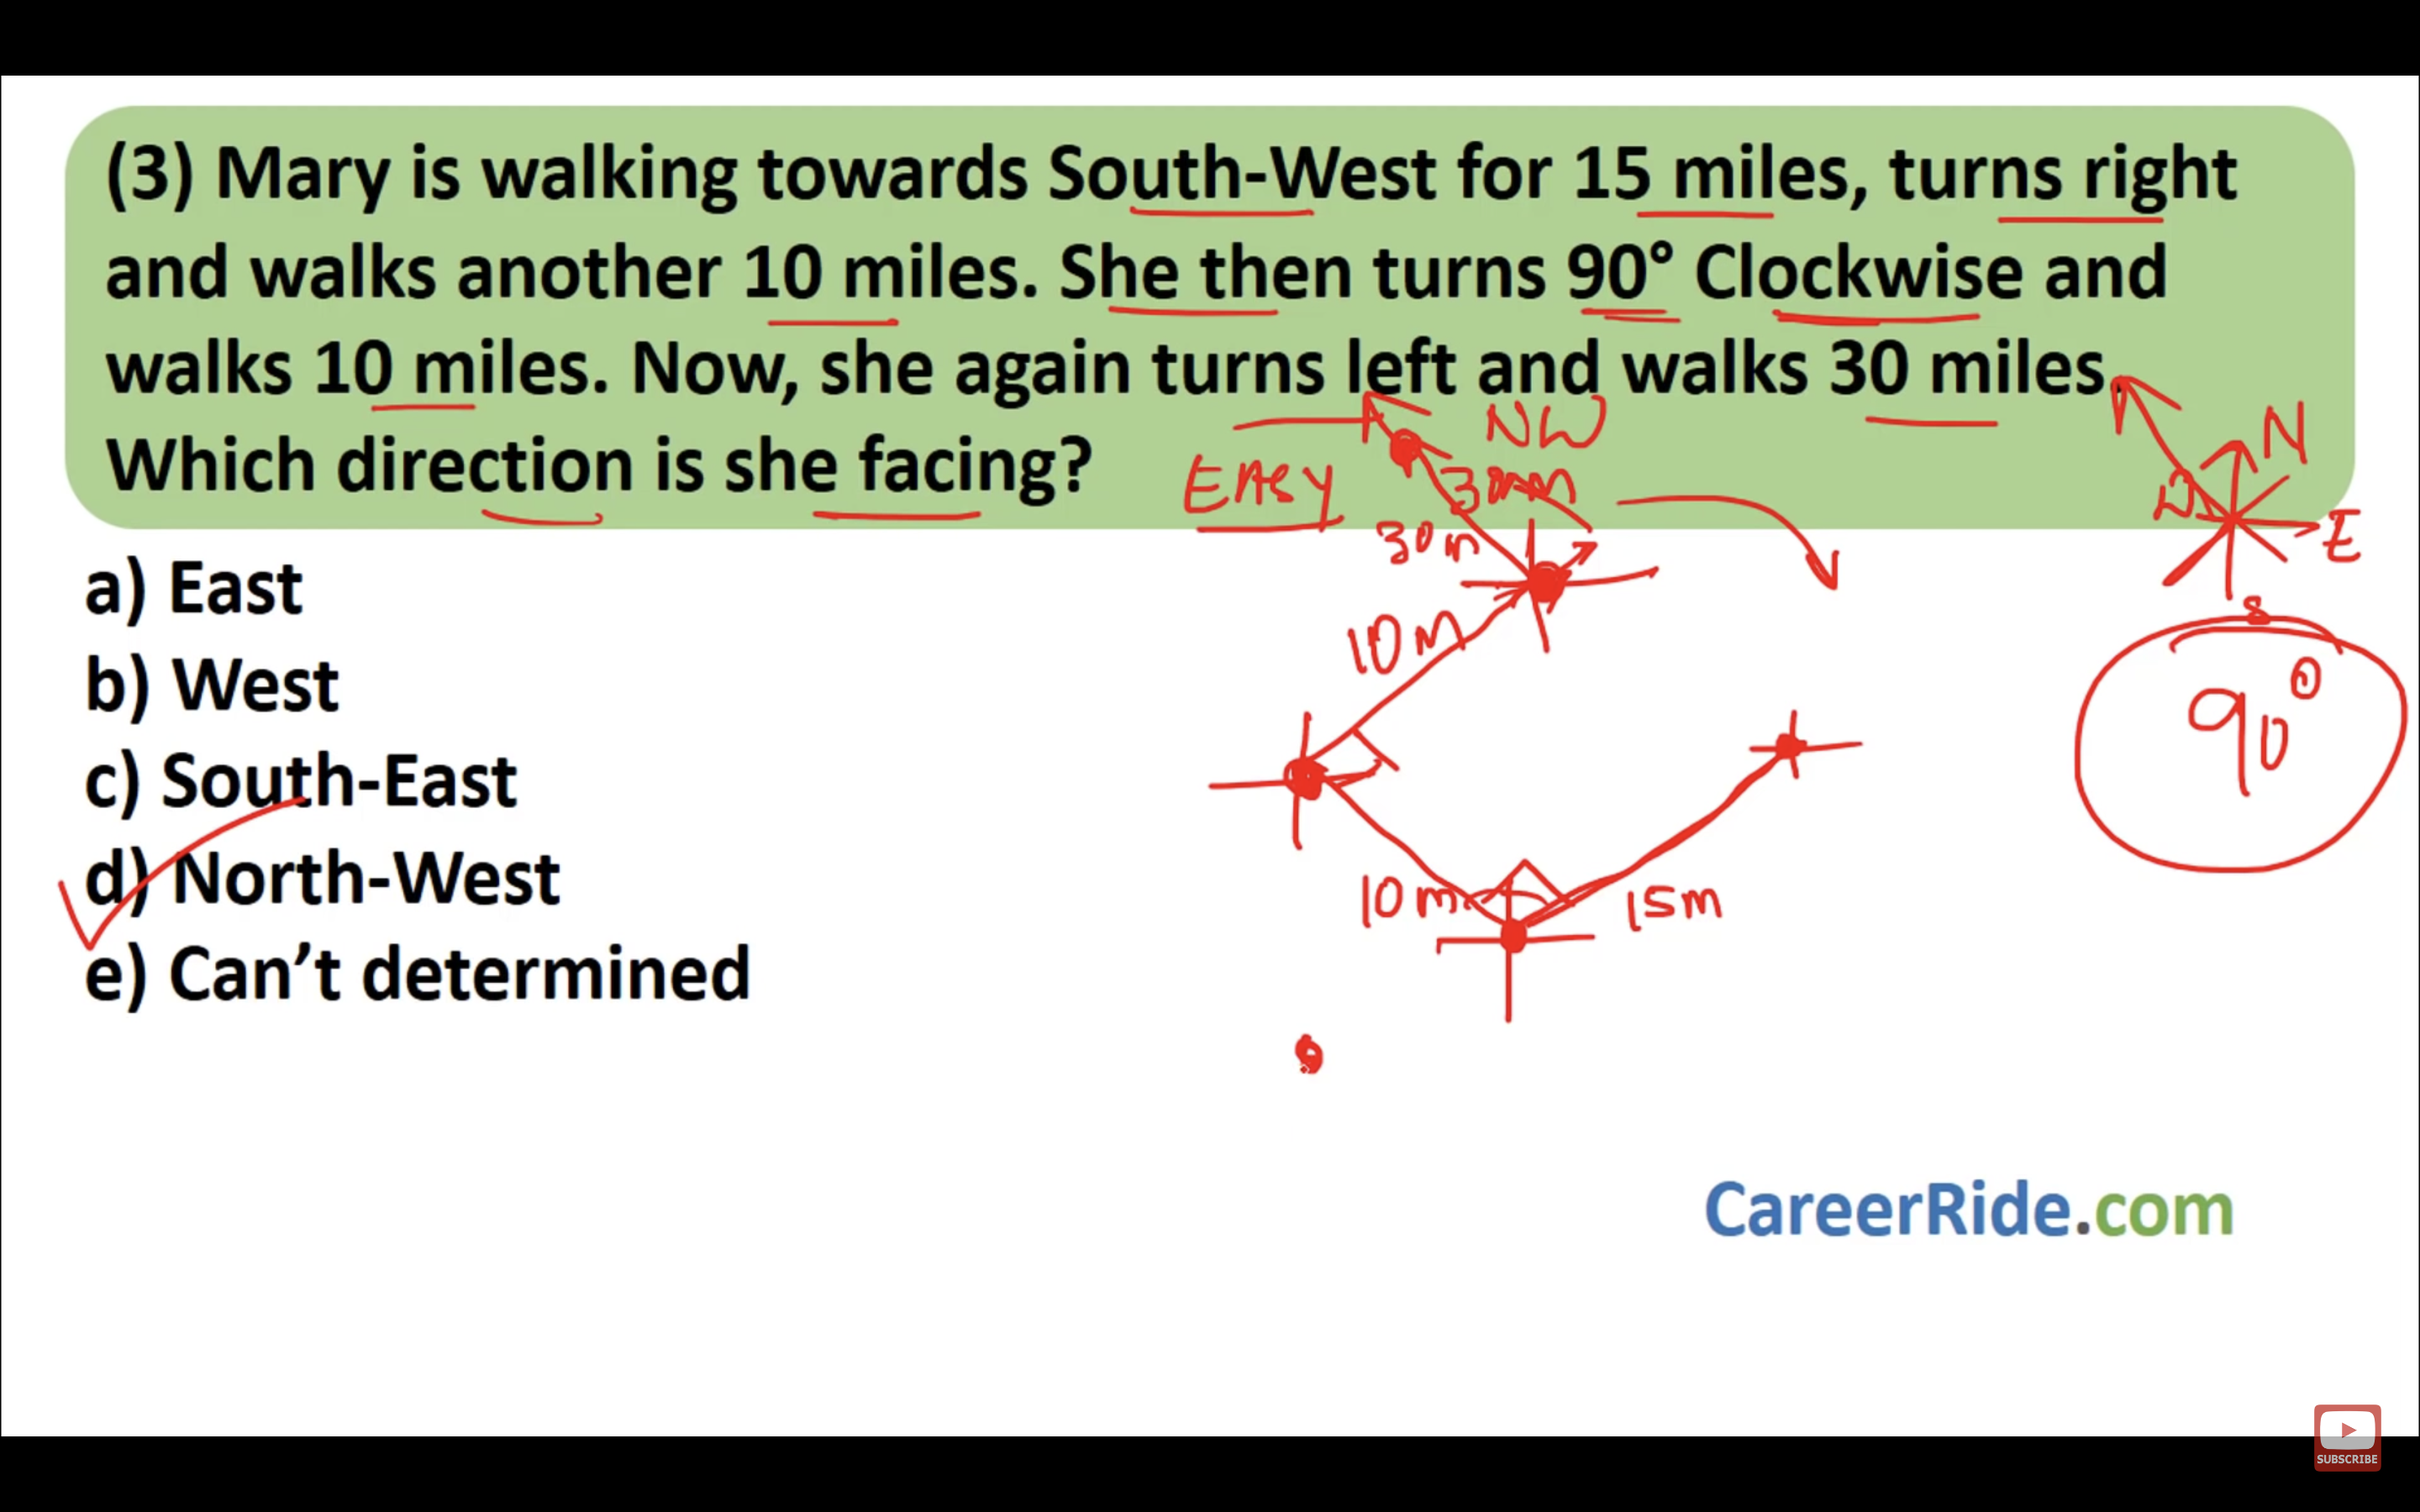 (3) Mary is walking towards South-West for 15 miles, turns right
and walks another 10 miles. She then turns 90° Clockwise and
walks 10 miles. Now, she again turns left and walks 30 miles.
Which direction is she facing?
Easy
NW
30m
30m
N
E
S
90°
10m
10m
15m
a) East
b) West
c) South-East
d) North-West
e) Can’t determined
CareerRide.com
SUBSCRIBE